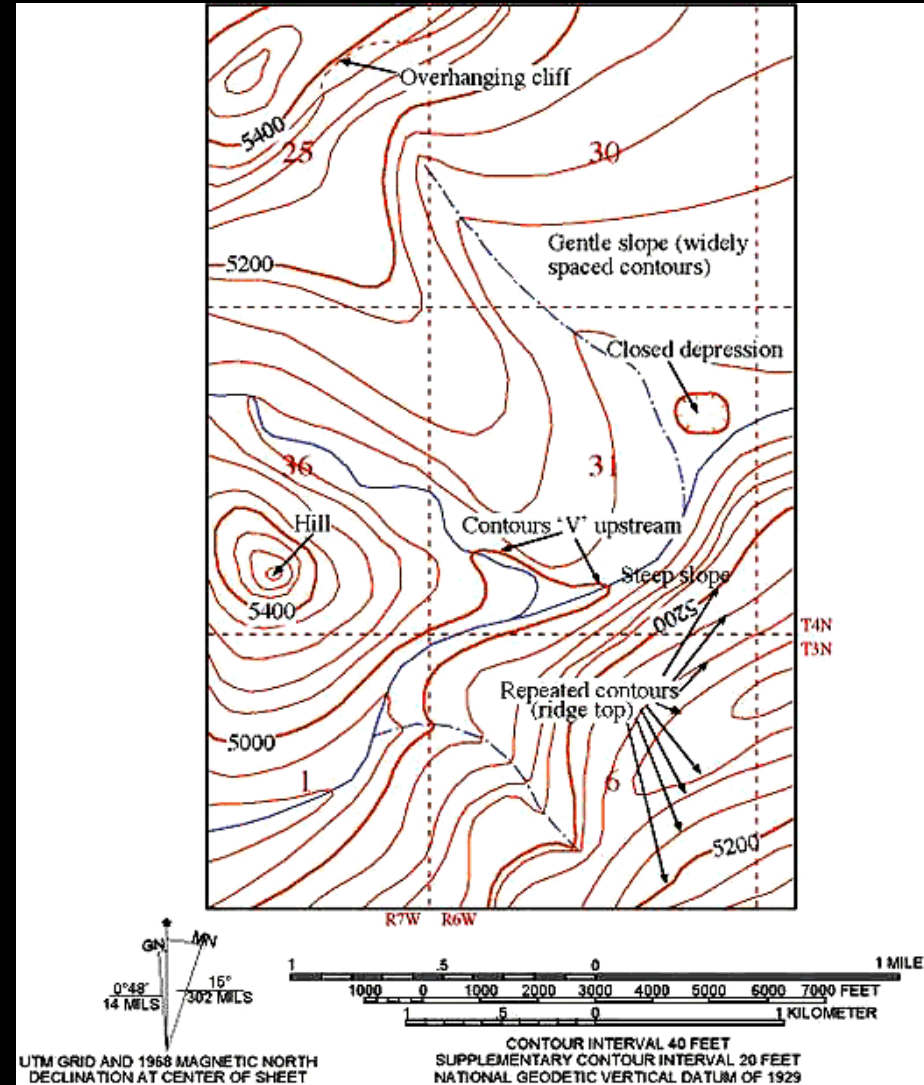 Overhanging cliff
5400
25
30
Gentle slope (widely
spaced contours)
5200
Closed depression
36
31
Hill
Contours 'V' upstream
Steep slope
5400
5200
T4N
T3N
Repeated contours
(ridge top)
5000
1
6
5200
R7W R6W
GN
MN
0°48'
14 MILS
15°
302 MILS
UTM GRID AND 1968 MAGNETIC NORTH
DECLINATION AT CENTER OF SHEET
1 .5 0 1 MILE
1000 0 1000 2000 3000 4000 5000 6000 7000 FEET
1 .5 0 1 KILOMETER
CONTOUR INTERVAL 40 FEET
SUPPLEMENTARY CONTOUR INTERVAL 20 FEET
NATIONAL GEODETIC VERTICAL DATUM OF 1929